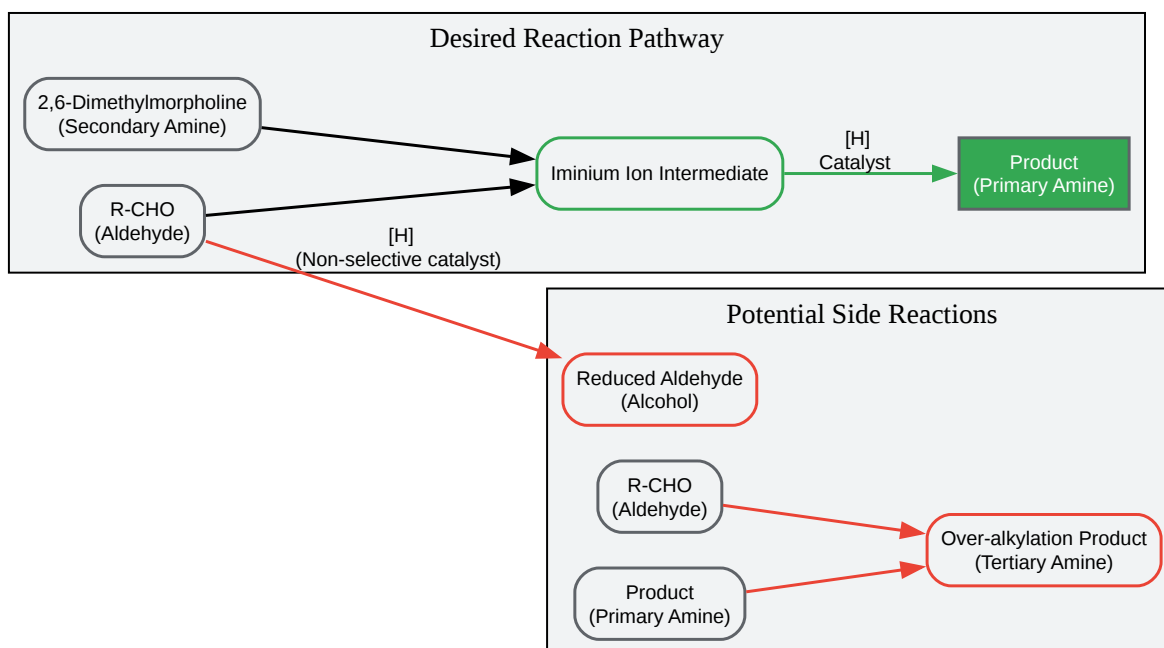 Desired Reaction Pathway
2,6-Dimethylmorpholine
(Secondary Amine)
R-CHO
(Aldehyde)
Iminium Ion Intermediate
[H]
Catalyst
Product
(Primary Amine)
[H]
(Non-selective catalyst)
Potential Side Reactions
Reduced Aldehyde
(Alcohol)
R-CHO
(Aldehyde)
Product
(Primary Amine)
Over-alkylation Product
(Tertiary Amine)